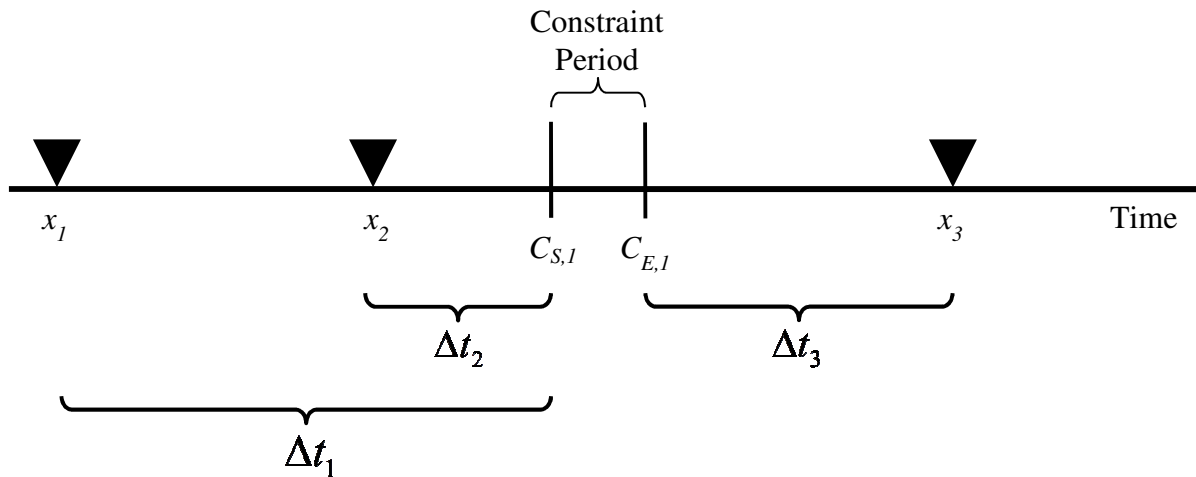 Constraint
Period
x1 x2 x3 Time
CS,1 CE,1
Δt2 Δt3
Δt1